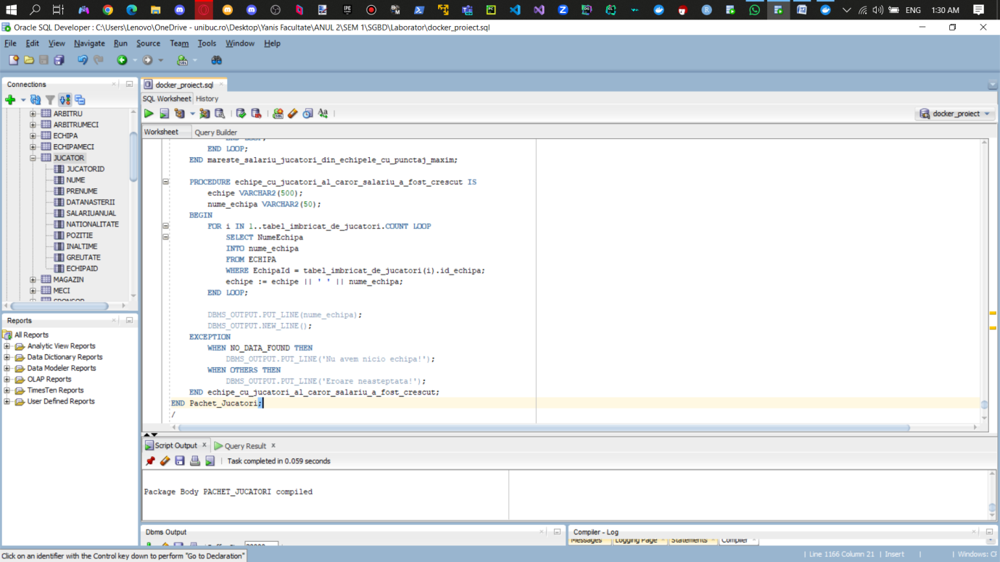 ENG 1:30 AM
Oracle SQL Developer : C:\Users\Lenovo\OneDrive - unibuc.ro\Desktop\Yanis Facultate\ANUL 2\SEM 1\SGBD\Laborator\docker_proiect.sql
File Edit View Navigate Run Source Team Tools Window Help
Connections
ARBITRU
ARBITRUMECI
ECHIPA
ECHIPAMECI
JUCATOR
JUCATORID
NUME
PRENUME
DATANASTERII
SALARIUANUAL
NATIONALITATE
POZITIE
INALTIME
GREUTATE
ECHIPAID
MAGAZIN
MECI
SPONSOR
Reports
All Reports
Analytic View Reports
Data Dictionary Reports
Data Modeler Reports
OLAP Reports
TimesTen Reports
User Defined Reports
docker_proiect.sql
SQL Worksheet History
docker_proiect
Worksheet Query Builder
END LOOP;
END LOOP;
END mareste_salariu_jucatori_din_echipele_cu_punctaj_maxim;
PROCEDURE echipe_cu_jucatori_al_caror_salariu_a_fost_crescut IS
echipe VARCHAR2(500);
nume_echipa VARCHAR2(50);
BEGIN
FOR i IN 1..tabel_imbricat_de_jucatori.COUNT LOOP
SELECT NumeEchipa
INTO nume_echipa
FROM ECHIPA
WHERE EchipaId = tabel_imbricat_de_jucatori(i).id_echipa;
echipe := echipe || ' ' || nume_echipa;
END LOOP;
DBMS_OUTPUT.PUT_LINE(nume_echipa);
DBMS_OUTPUT.NEW_LINE();
EXCEPTION
WHEN NO_DATA_FOUND THEN
DBMS_OUTPUT.PUT_LINE('Nu avem nicio echipa!');
WHEN OTHERS THEN
DBMS_OUTPUT.PUT_LINE('Eroare neasteptata!');
END echipe_cu_jucatori_al_caror_salariu_a_fost_crescut;
END Pachet_Jucatori;
/
Script Output Query Result
Task completed in 0.059 seconds
Package Body PACHET_JUCATORI compiled
Dbms Output
Compiler - Log
Messages Logging Page Statements Compiler
Click on an identifier with the Control key down to perform "Go to Declaration"
Line 1166 Column 21 | Insert | | Windows: CF